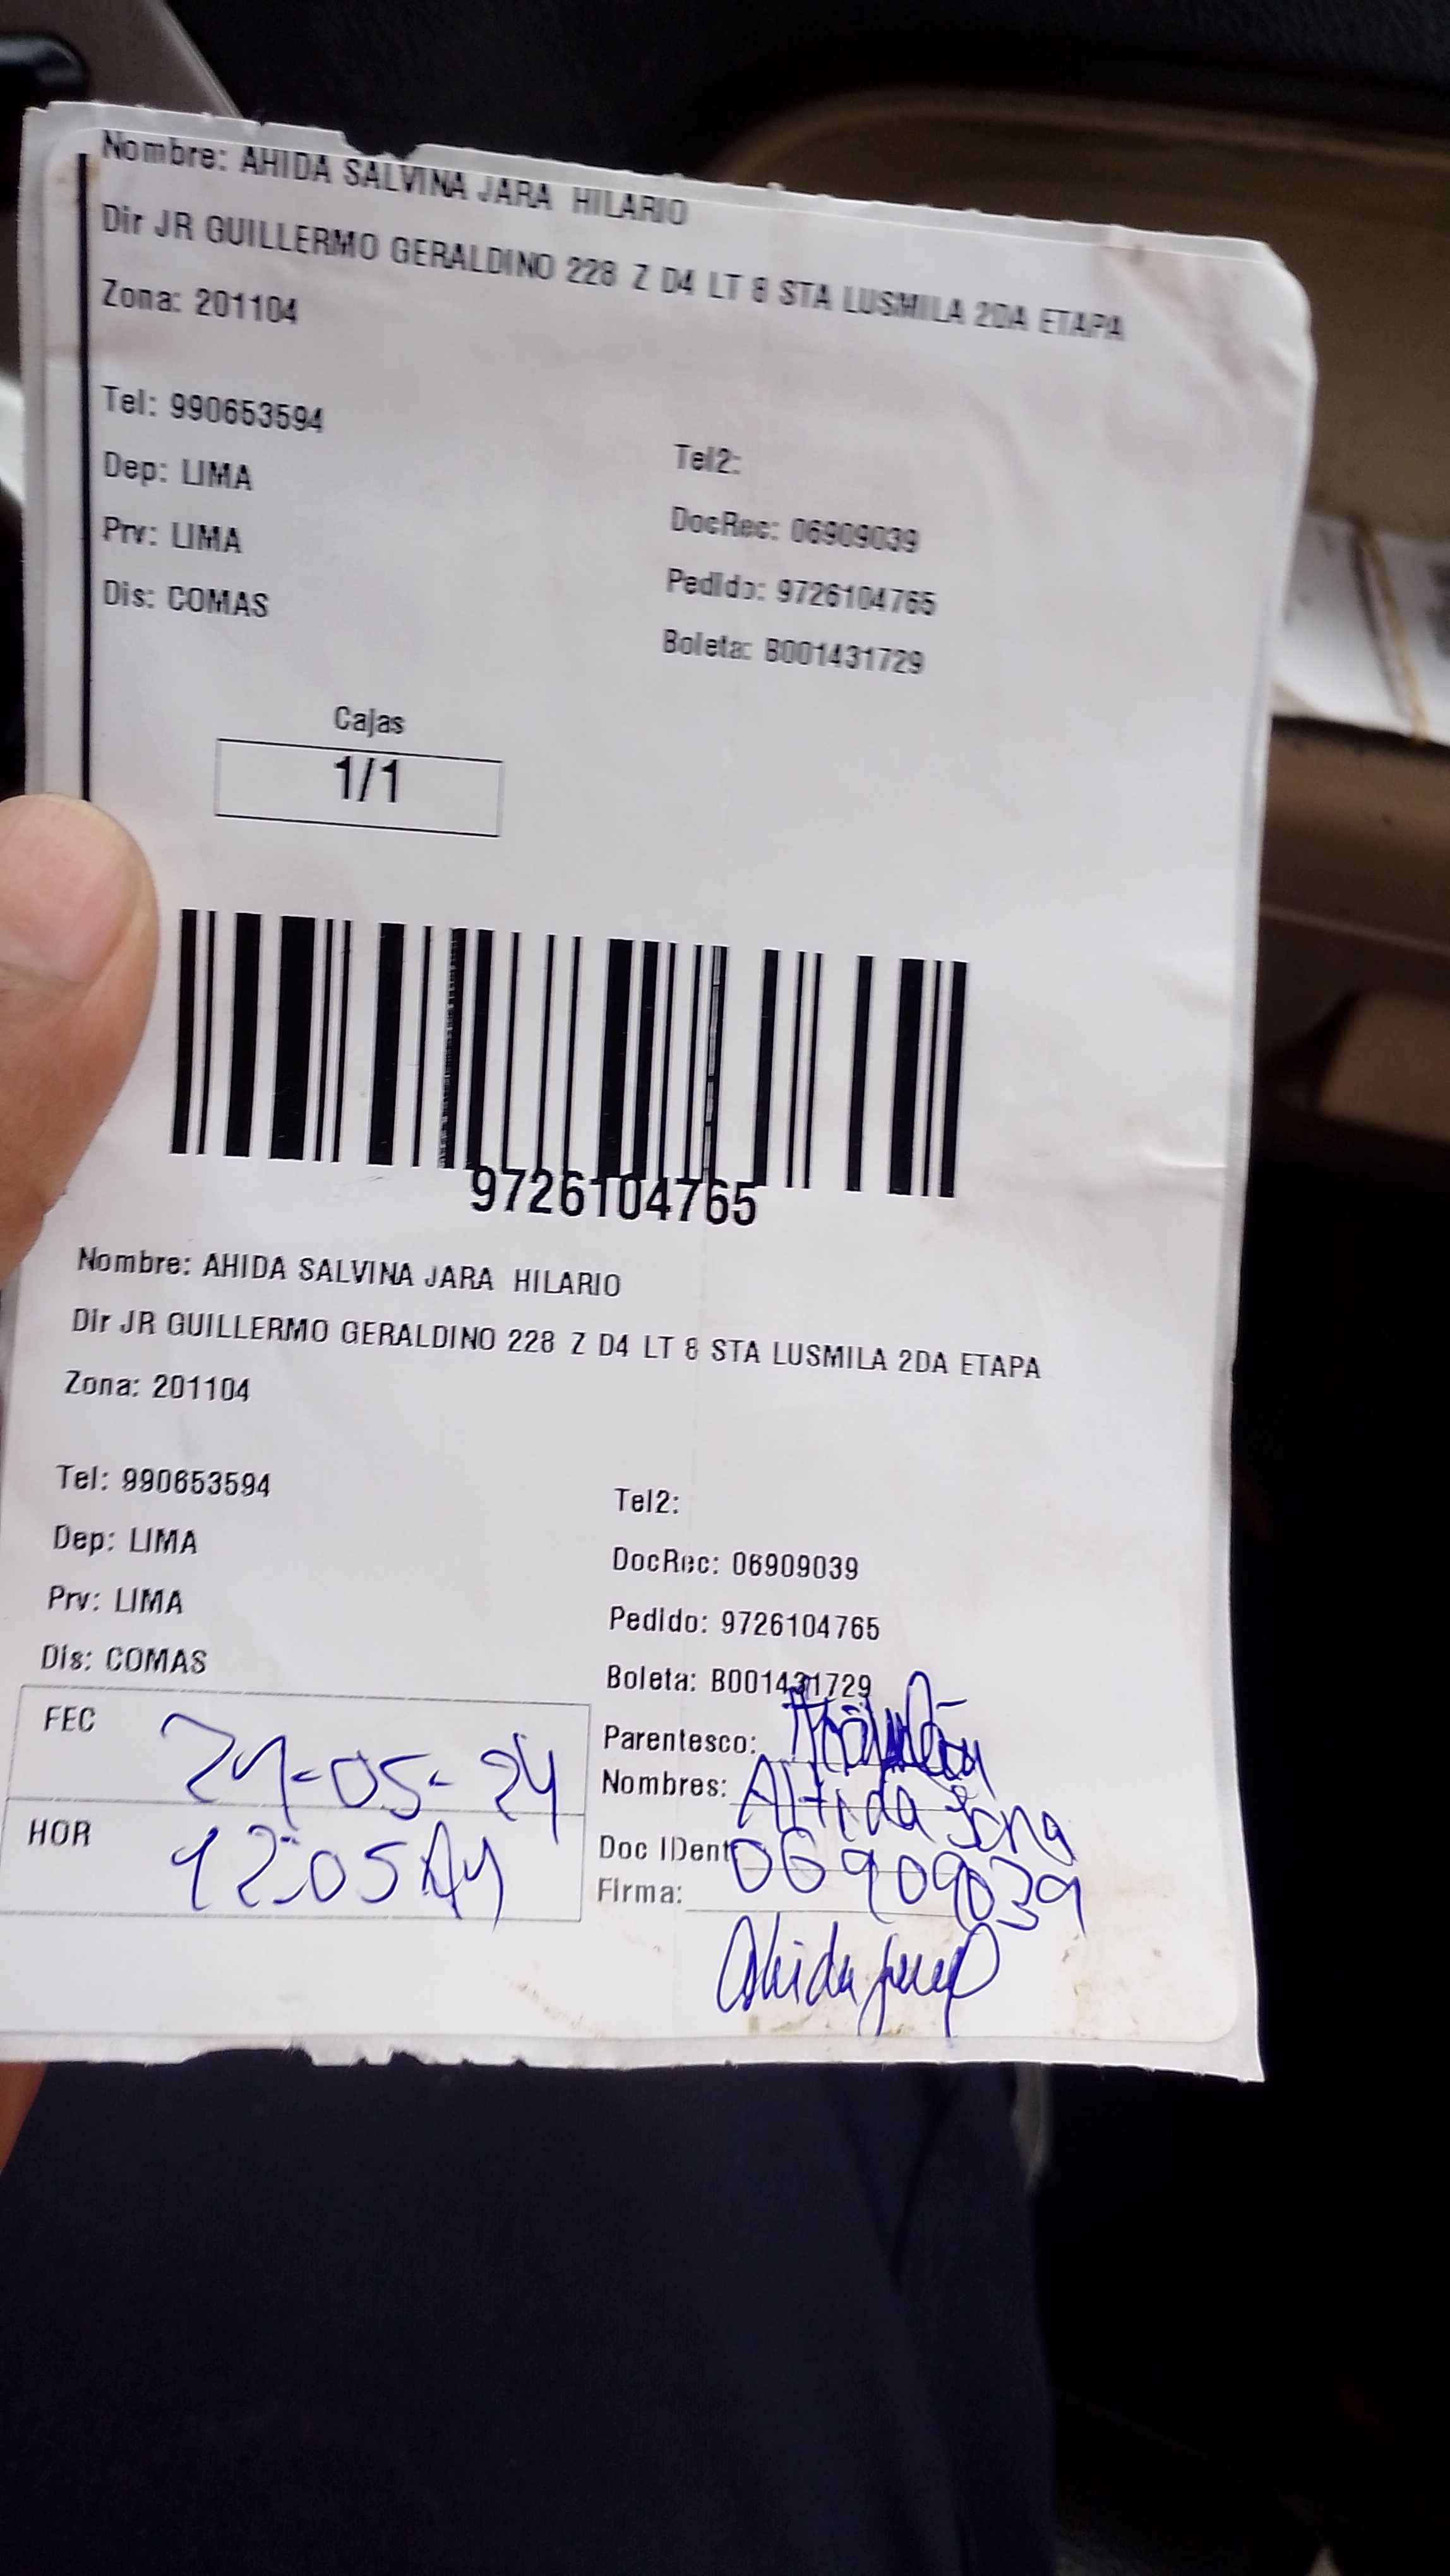 Nombre: AHIDA SALVINA JARA HILARIO
Dir JR GUILLERMO GERALDINO 228 Z D4 LT 8 STA LUSMILA 2DA ETAPA
Zona: 201104
Tel: 990653594
Tel2:
Dep: LIMA
DocRec: 06909039
Prv: LIMA
Pedido: 9726104765
Dis: COMAS
Boleta: B001431729
Cajas
1/1
9726104765
Nombre: AHIDA SALVINA JARA HILARIO
Dir JR GUILLERMO GERALDINO 228 Z D4 LT 8 STA LUSMILA 2DA ETAPA
Zona: 201104
Tel: 990653594
Tel2:
Dep: LIMA
DocRec: 06909039
Prv: LIMA
Pedido: 9726104765
Dis: COMAS
Boleta: B001431729
FEC
Parentesco:
Nombres:
HOR 12:05
Doc IDent 06909039
Firma:
Ahida